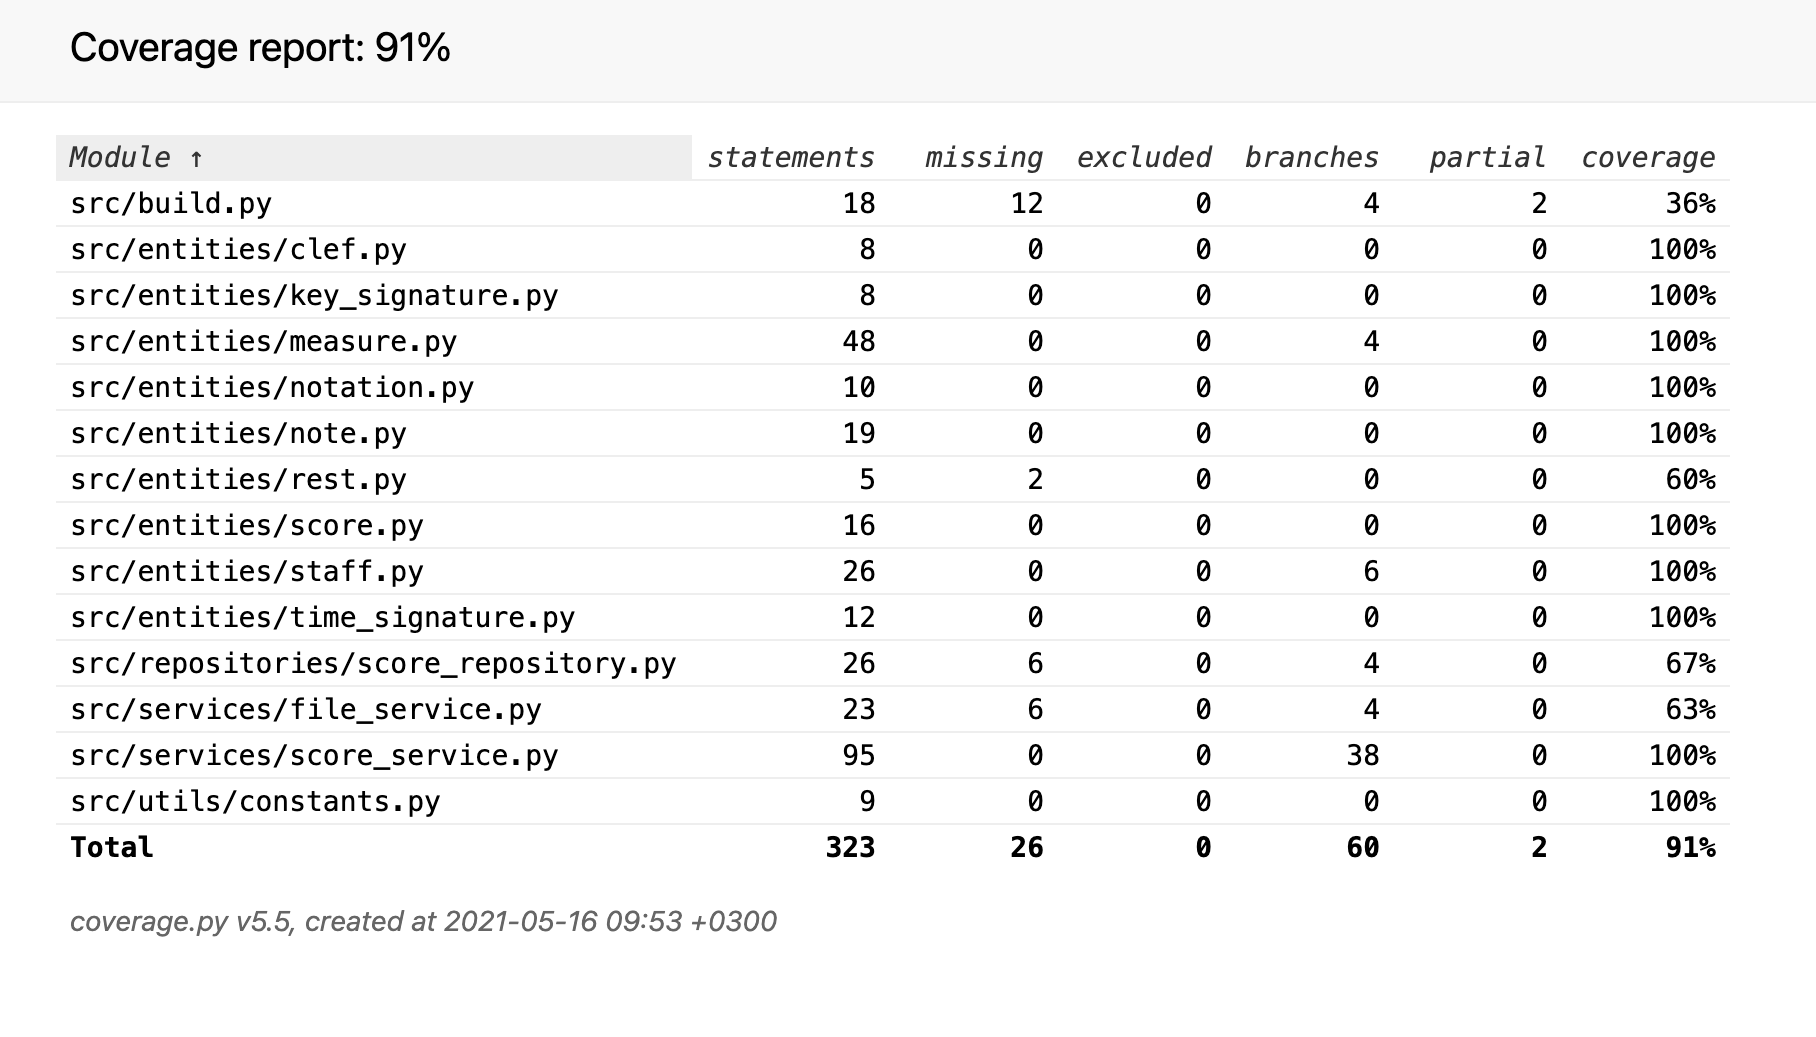 Coverage report: 91%
Module ↑ statements missing excluded branches partial coverage
src/build.py 18 12 0 4 2 36%
src/entities/clef.py 8 0 0 0 0 100%
src/entities/key_signature.py 8 0 0 0 0 100%
src/entities/measure.py 48 0 0 4 0 100%
src/entities/notation.py 10 0 0 0 0 100%
src/entities/note.py 19 0 0 0 0 100%
src/entities/rest.py 5 2 0 0 0 60%
src/entities/score.py 16 0 0 0 0 100%
src/entities/staff.py 26 0 0 6 0 100%
src/entities/time_signature.py 12 0 0 0 0 100%
src/repositories/score_repository.py 26 6 0 4 0 67%
src/services/file_service.py 23 6 0 4 0 63%
src/services/score_service.py 95 0 0 38 0 100%
src/utils/constants.py 9 0 0 0 0 100%
Total 323 26 0 60 2 91%
coverage.py v5.5, created at 2021-05-16 09:53 +0300